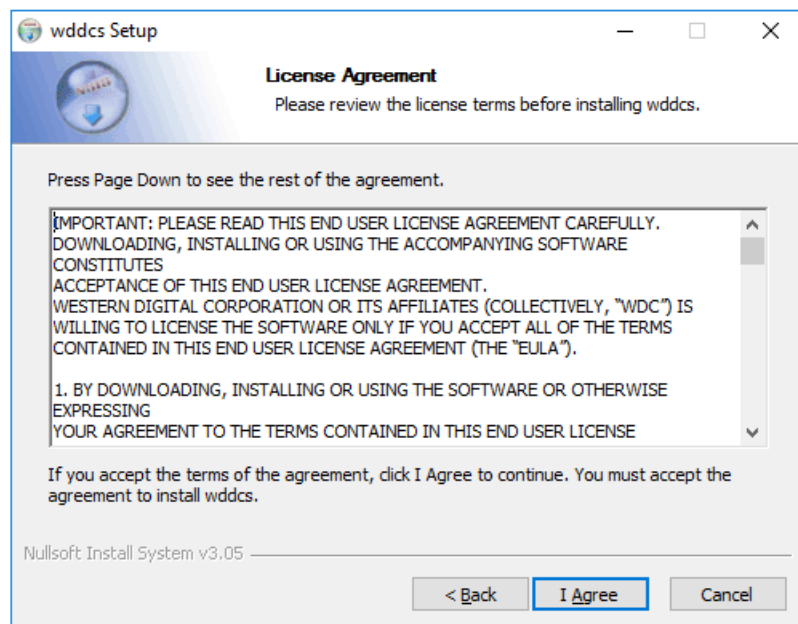 wddcs Setup
License Agreement
Please review the license terms before installing wddcs.
Press Page Down to see the rest of the agreement.
IMPORTANT: PLEASE READ THIS END USER LICENSE AGREEMENT CAREFULLY.
DOWNLOADING, INSTALLING OR USING THE ACCOMPANYING SOFTWARE
CONSTITUTES
ACCEPTANCE OF THIS END USER LICENSE AGREEMENT.
WESTERN DIGITAL CORPORATION OR ITS AFFILIATES (COLLECTIVELY, “WDC”) IS
WILLING TO LICENSE THE SOFTWARE ONLY IF YOU ACCEPT ALL OF THE TERMS
CONTAINED IN THIS END USER LICENSE AGREEMENT (THE “EULA”).
1. BY DOWNLOADING, INSTALLING OR USING THE SOFTWARE OR OTHERWISE
EXPRESSING
YOUR AGREEMENT TO THE TERMS CONTAINED IN THIS END USER LICENSE
If you accept the terms of the agreement, click I Agree to continue. You must accept the
agreement to install wddcs.
Nullsoft Install System v3.05
< Back
I Agree
Cancel